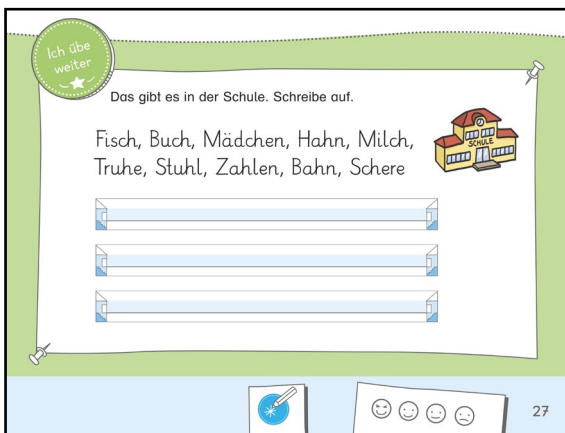 Ich übe
weiter
Das gibt es in der Schule. Schreibe auf.
Fisch, Buch, Mädchen, Hahn, Milch,
Truhe, Stuhl, Zahlen, Bahn, Schere
SCHULE
27